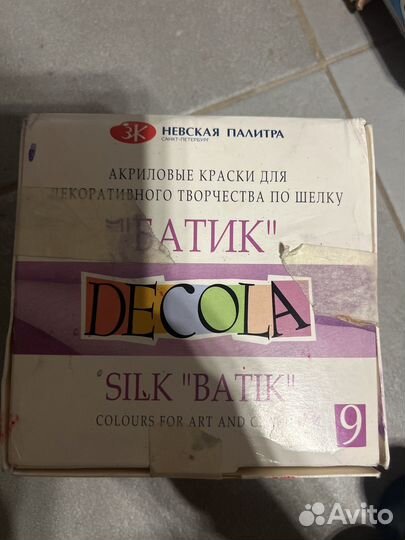 ЗК НЕВСКАЯ ПАЛИТРА
САНКТ-ПЕТЕРБУРГ
АКРИЛОВЫЕ КРАСКИ ДЛЯ
ДЕКОРАТИВНОГО ТВОРЧЕСТВА ПО ШЕЛКУ
"БАТИК"
DECOLA
SILK "BATIK"
COLOURS FOR ART AND
9
Avito